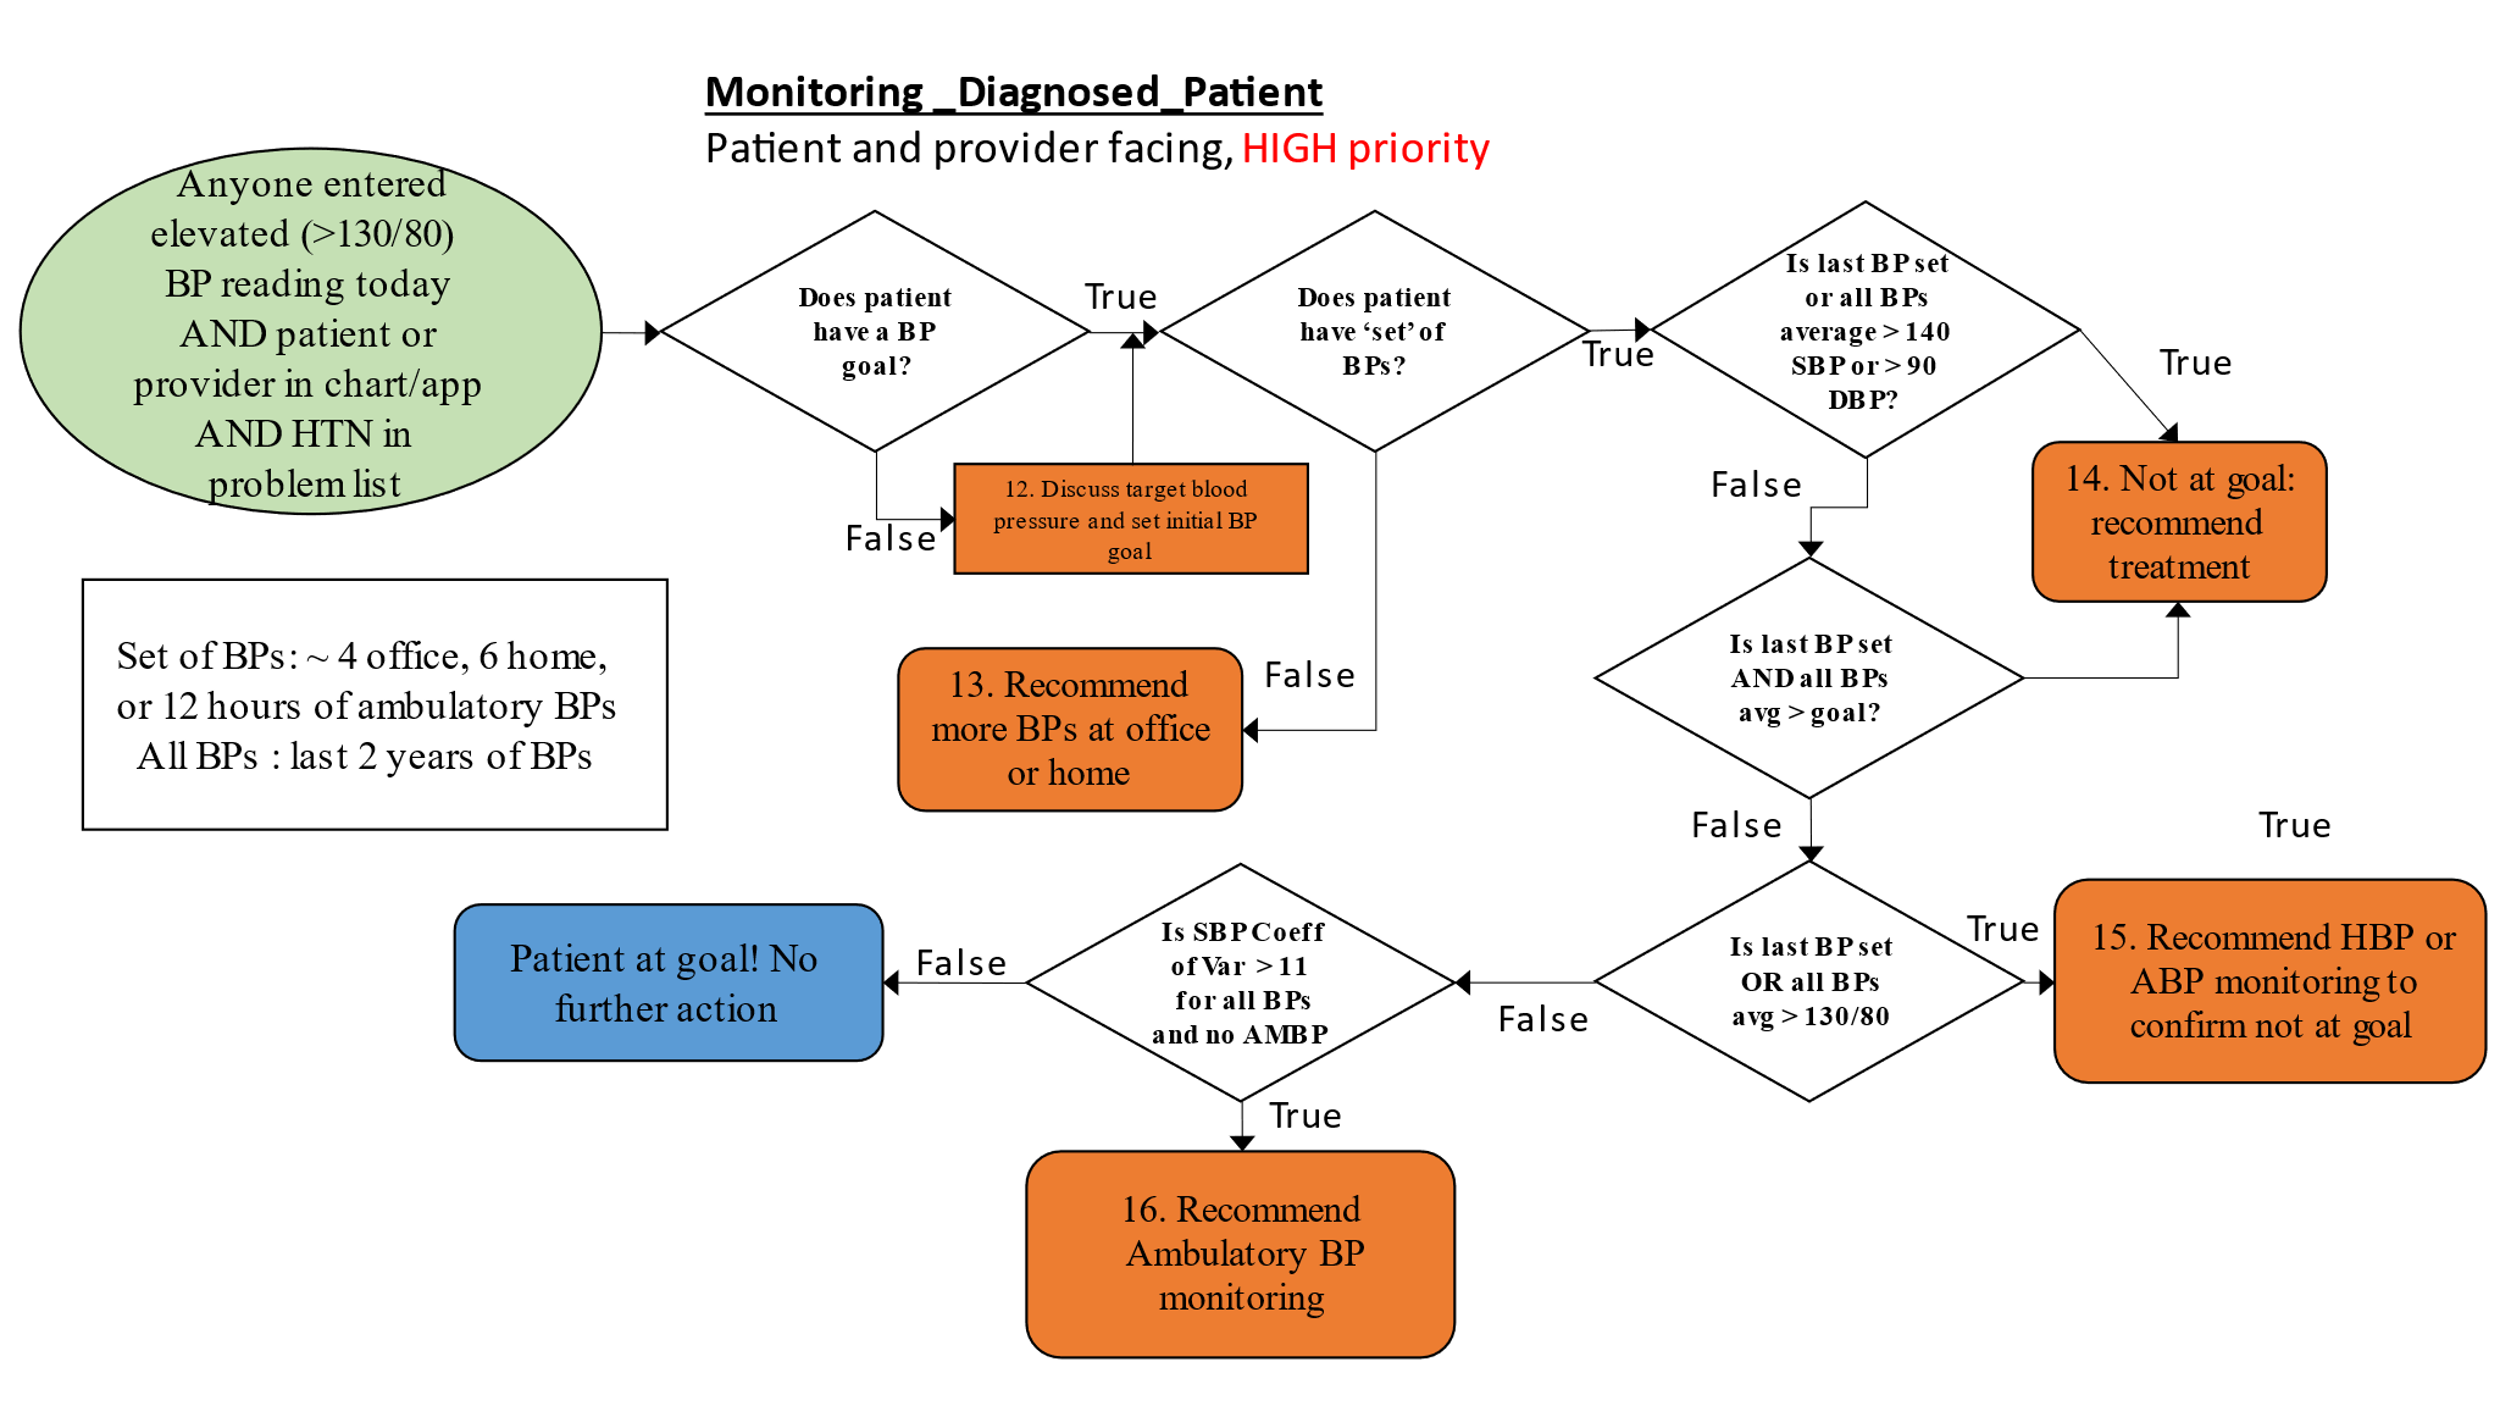 Monitoring _Diagnosed_Patient
Patient and provider facing, HIGH priority
Anyone entered
elevated (>130/80)
BP reading today
AND patient or
provider in chart/app
AND HTN in
problem list
Does patient
have a BP
goal?
True
False
12. Discuss target blood
pressure and set initial BP
goal
Does patient
have ‘set’ of
BPs?
True
False
13. Recommend
more BPs at office
or home
Is last BP set
or all BPs
average > 140
SBP or > 90
DBP?
True
False
14. Not at goal:
recommend
treatment
Set of BPs: ~ 4 office, 6 home,
or 12 hours of ambulatory BPs
All BPs : last 2 years of BPs
Is last BP set
AND all BPs
avg > goal?
False
True
Is last BP set
OR all BPs
avg > 130/80
True
15. Recommend HBP or
ABP monitoring to
confirm not at goal
False
Is SBP Coeff
of Var > 11
for all BPs
and no AMBP
False
Patient at goal! No
further action
True
16. Recommend
Ambulatory BP
monitoring